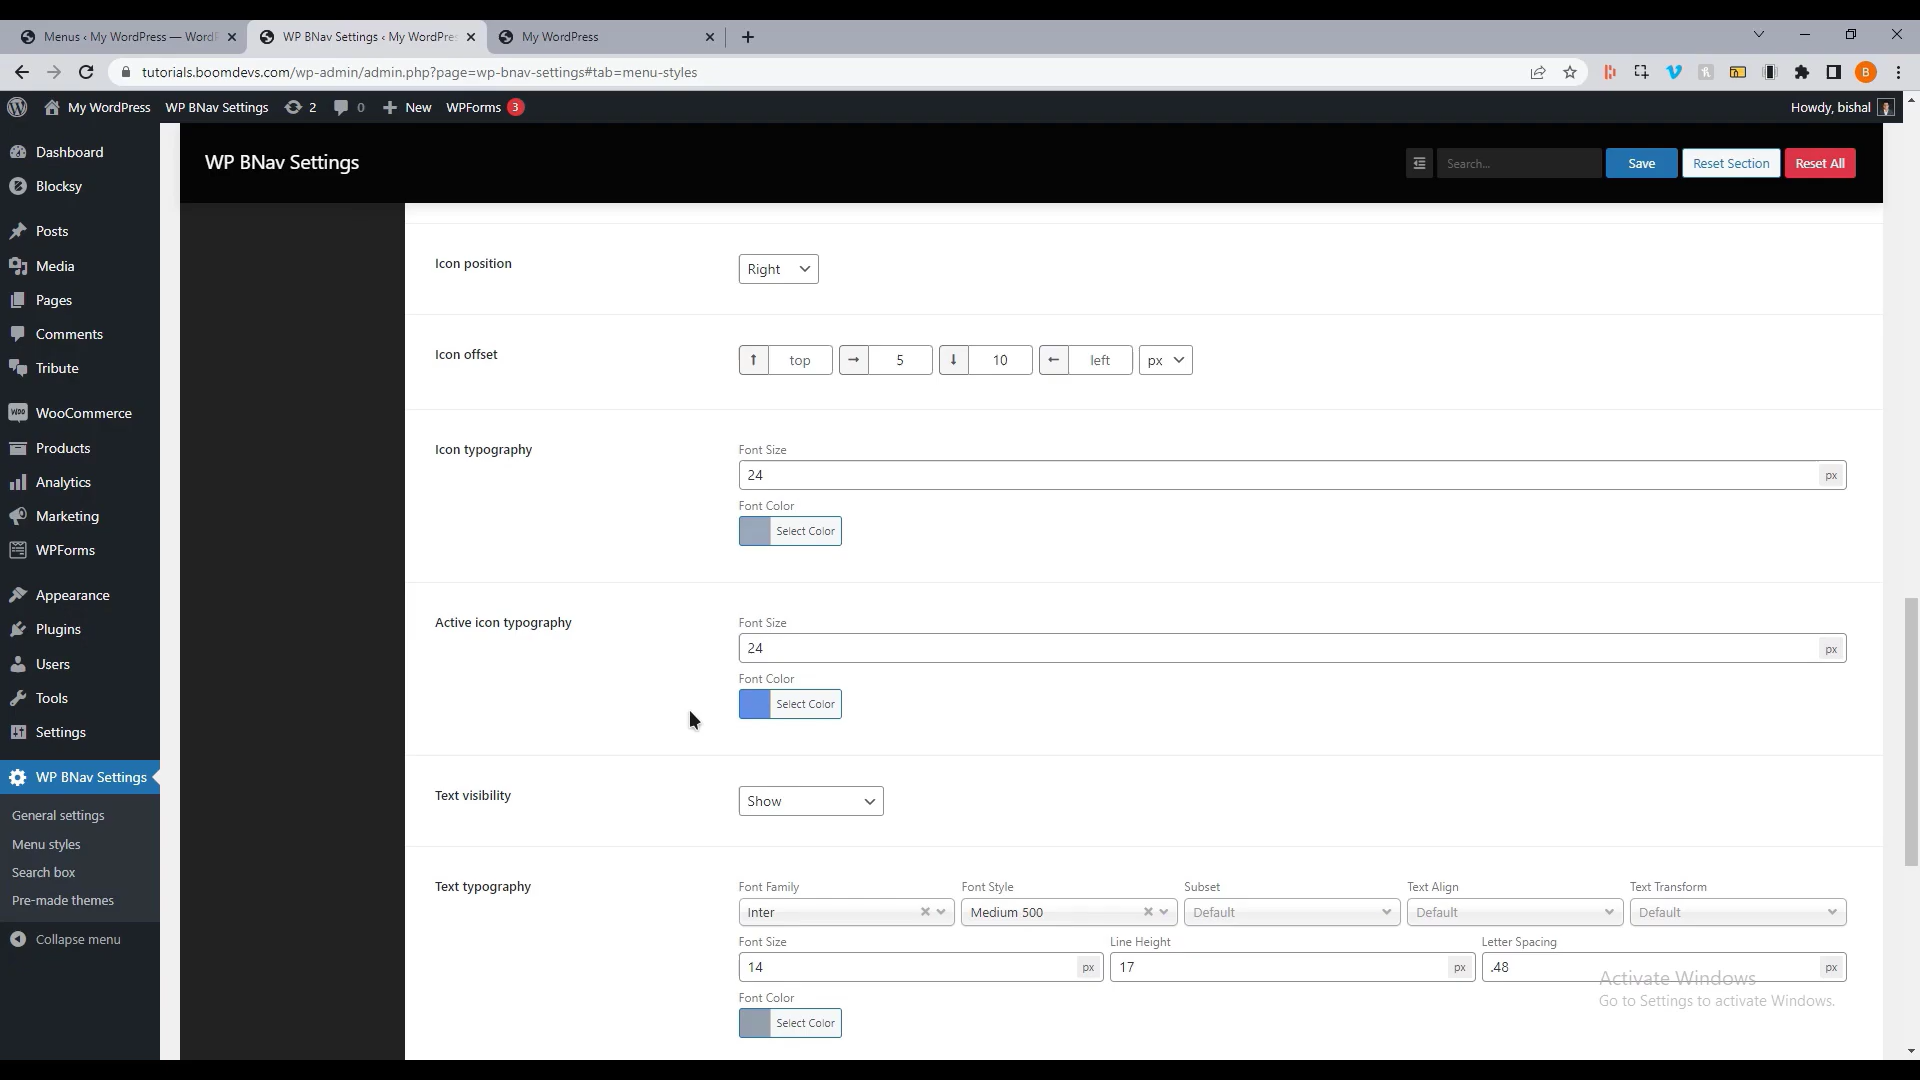 Menus ‹ My WordPress — WordP
WP BNav Settings ‹ My WordPres
My WordPress
tutorials.boomdevs.com/wp-admin/admin.php?page=wp-bnav-settings#tab=menu-styles
B
My WordPress WP BNav Settings 2 0 New WPForms 3
Howdy, bishal
Dashboard
Blocksy
Posts
Media
Pages
Comments
Tribute
WooCommerce
Products
Analytics
Marketing
WPForms
Appearance
Plugins
Users
Tools
Settings
WP BNav Settings
General settings
Menu styles
Search box
Pre-made themes
Collapse menu
WP BNav Settings
Search...
Save
Reset Section
Reset All
Icon position
Right
Icon offset
top 5 10 left px
Icon typography
Font Size
24 px
Font Color
Select Color
Active icon typography
Font Size
24 px
Font Color
Select Color
Text visibility
Show
Text typography
Font Family Font Style Subset Text Align Text Transform
Inter Medium 500 Default Default Default
Font Size Line Height Letter Spacing
14 px 17 px .48 px
Font Color
Select Color
Activate Windows
Go to Settings to activate Windows.